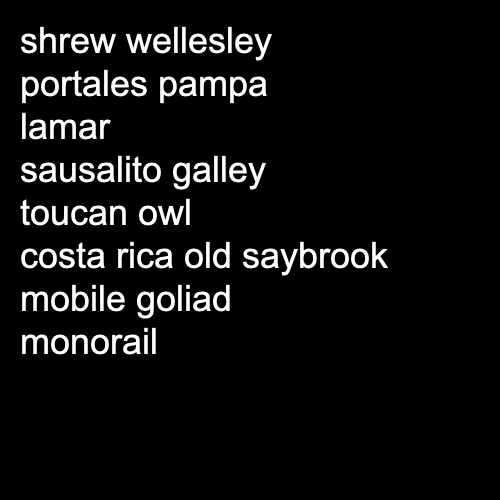 shrew wellesley
portales pampa
lamar
sausalito galley
toucan owl
costa rica old saybrook
mobile goliad
monorail